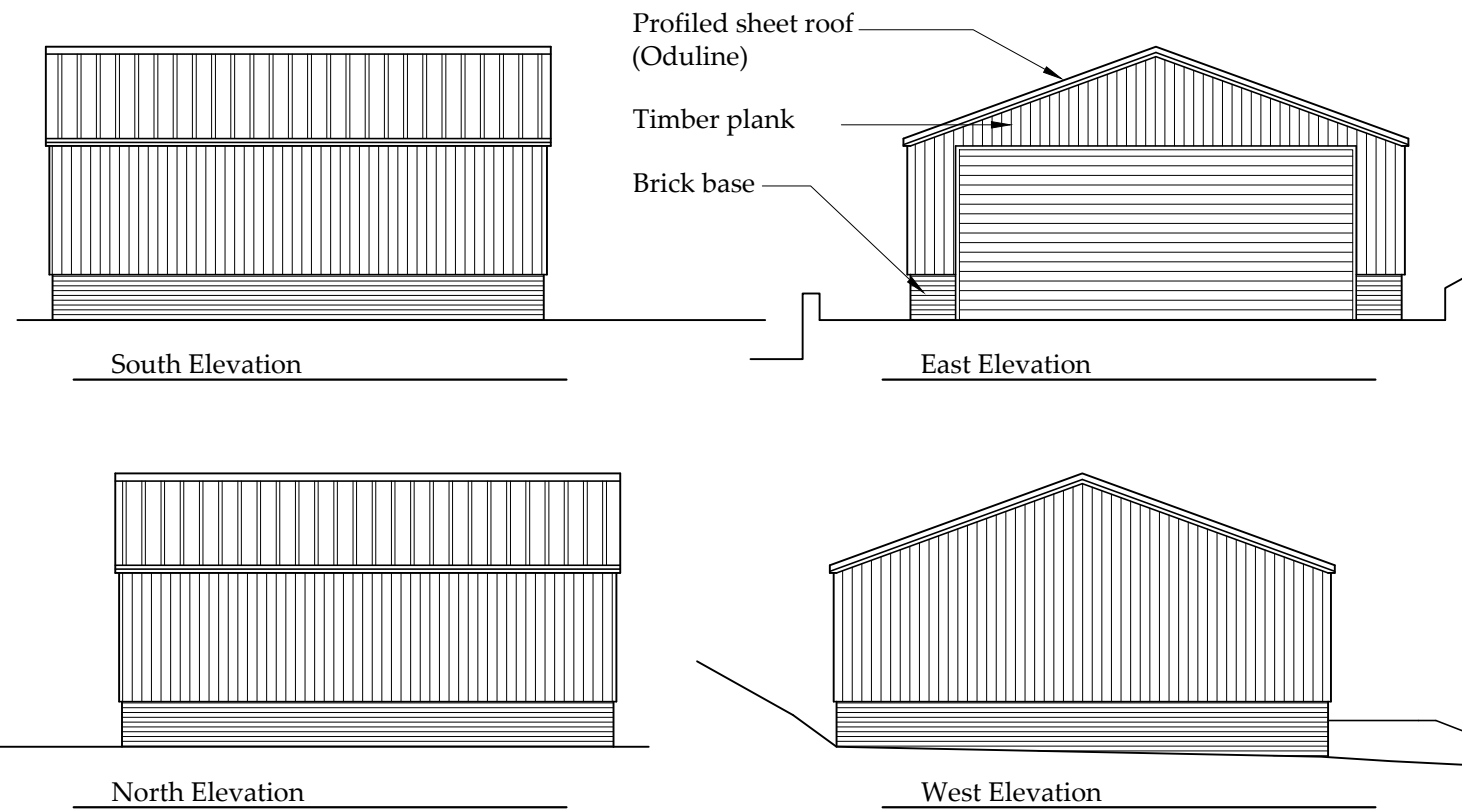 Profiled sheet roof
(Oduline)
Timber plank
Brick base
South Elevation
East Elevation
North Elevation
West Elevation